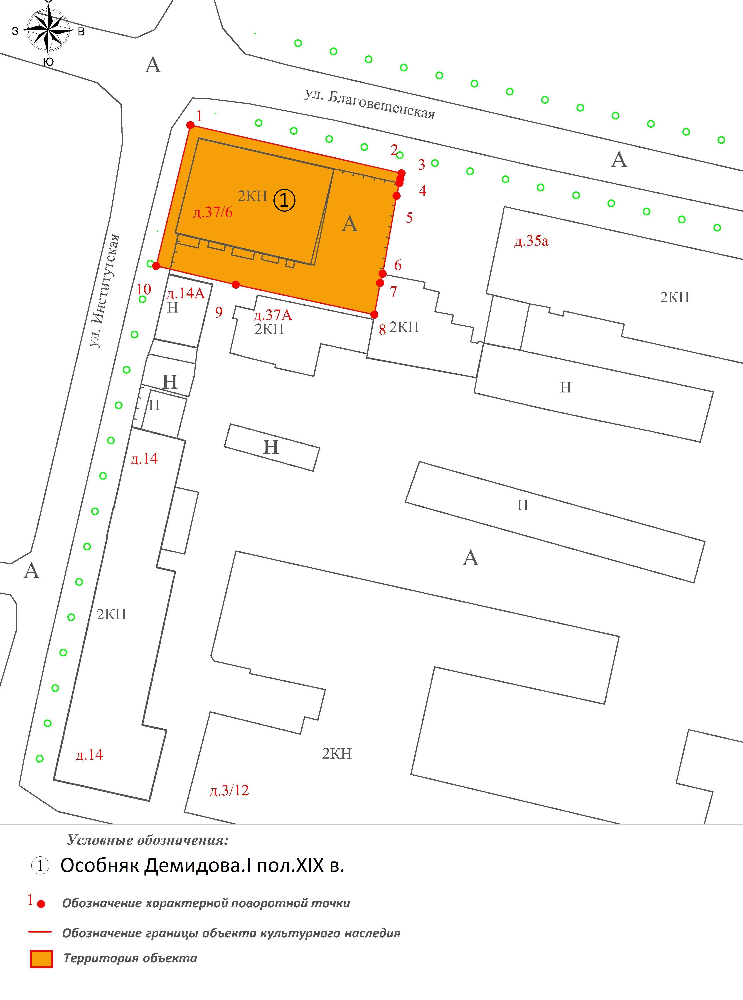 С
З
В
Ю
А
ул. Благовещенская
1
2
3
А
4
2КН
1
д.37/6
А
5
д.35а
6
ул. Институтская
10
д.14А
7
2КН
Н
9
д.37А
8
2КН
2КН
Н
Н
Н
Н
д.14
Н
А
А
2КН
2КН
д.14
д.3/12
Условные обозначения:
1 Особняк Демидова.I пол.XIX в.
1 Обозначение характерной поворотной точки
Обозначение границы объекта культурного наследия
Территория объекта